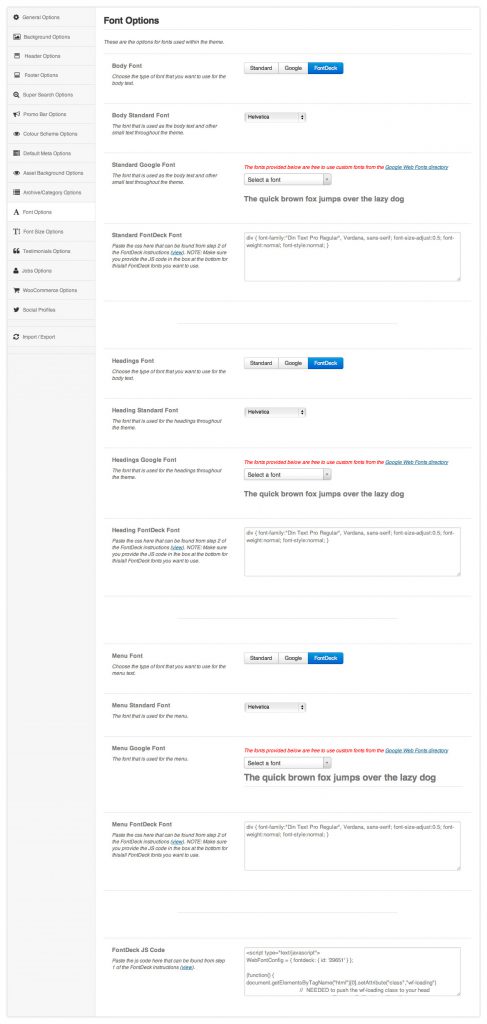 General Options
Background Options
Header Options
Footer Options
Super Search Options
Promo Bar Options
Colour Scheme Options
Default Meta Options
Asset Background Options
Archive/Category Options
Font Options
Font Size Options
Testimonials Options
Jobs Options
WooCommerce Options
Social Profiles
Import / Export
Font Options
These are the options for fonts used within the theme.
Body Font
Choose the type of font that you want to use for the
body text.
Standard Google FontDeck
Body Standard Font
The font that is used as the body text and other
small text throughout the theme.
Helvetica
Standard Google Font
The font that is used as the body text and other
small text throughout the theme.
The fonts provided below are free to use custom fonts from the Google Web Fonts directory
Select a font
The quick brown fox jumps over the lazy dog
Standard FontDeck Font
Paste the css here that can be found from step 2 of
the FontDeck instructions (view). NOTE: Make sure
you provide the JS code in the box at the bottom for
this/all FontDeck fonts you want to use.
div { font-family:"Din Text Pro Regular", Verdana, sans-serif; font-size-adjust:0.5; font-
weight:normal; font-style:normal; }
Headings Font
Choose the type of font that you want to use for the
body text.
Standard Google FontDeck
Heading Standard Font
The font that is used for the headings throughout
the theme.
Helvetica
Headings Google Font
The font that is used for the headings throughout
the theme.
The fonts provided below are free to use custom fonts from the Google Web Fonts directory
Select a font
The quick brown fox jumps over the lazy dog
Heading FontDeck Font
Paste the css here that can be found from step 2 of
the FontDeck instructions (view). NOTE: Make sure
you provide the JS code in the box at the bottom for
this/all FontDeck fonts you want to use.
div { font-family:"Din Text Pro Regular", Verdana, sans-serif; font-size-adjust:0.5; font-
weight:normal; font-style:normal; }
Menu Font
Choose the type of font that you want to use for the
menu text.
Standard Google FontDeck
Menu Standard Font
The font that is used for the menu.
Helvetica
Menu Google Font
The font that is used for the menu.
The fonts provided below are free to use custom fonts from the Google Web Fonts directory
Select a font
The quick brown fox jumps over the lazy dog
Menu FontDeck Font
Paste the css here that can be found from step 2 of
the FontDeck instructions (view). NOTE: Make sure
you provide the JS code in the box at the bottom for
this/all FontDeck fonts you want to use.
div { font-family:"Din Text Pro Regular", Verdana, sans-serif; font-size-adjust:0.5; font-
weight:normal; font-style:normal; }
FontDeck JS Code
Paste the js code here that can be found from step
1 of the FontDeck instructions (view).
<script type="text/javascript">
WebFontConfig = { fontdeck: { id: '29851' } };
(function() {
document.getElementsByTagName("html")[0].setAttribute("class","wf-loading")
// NEEDED to push the wf-loading class to your head